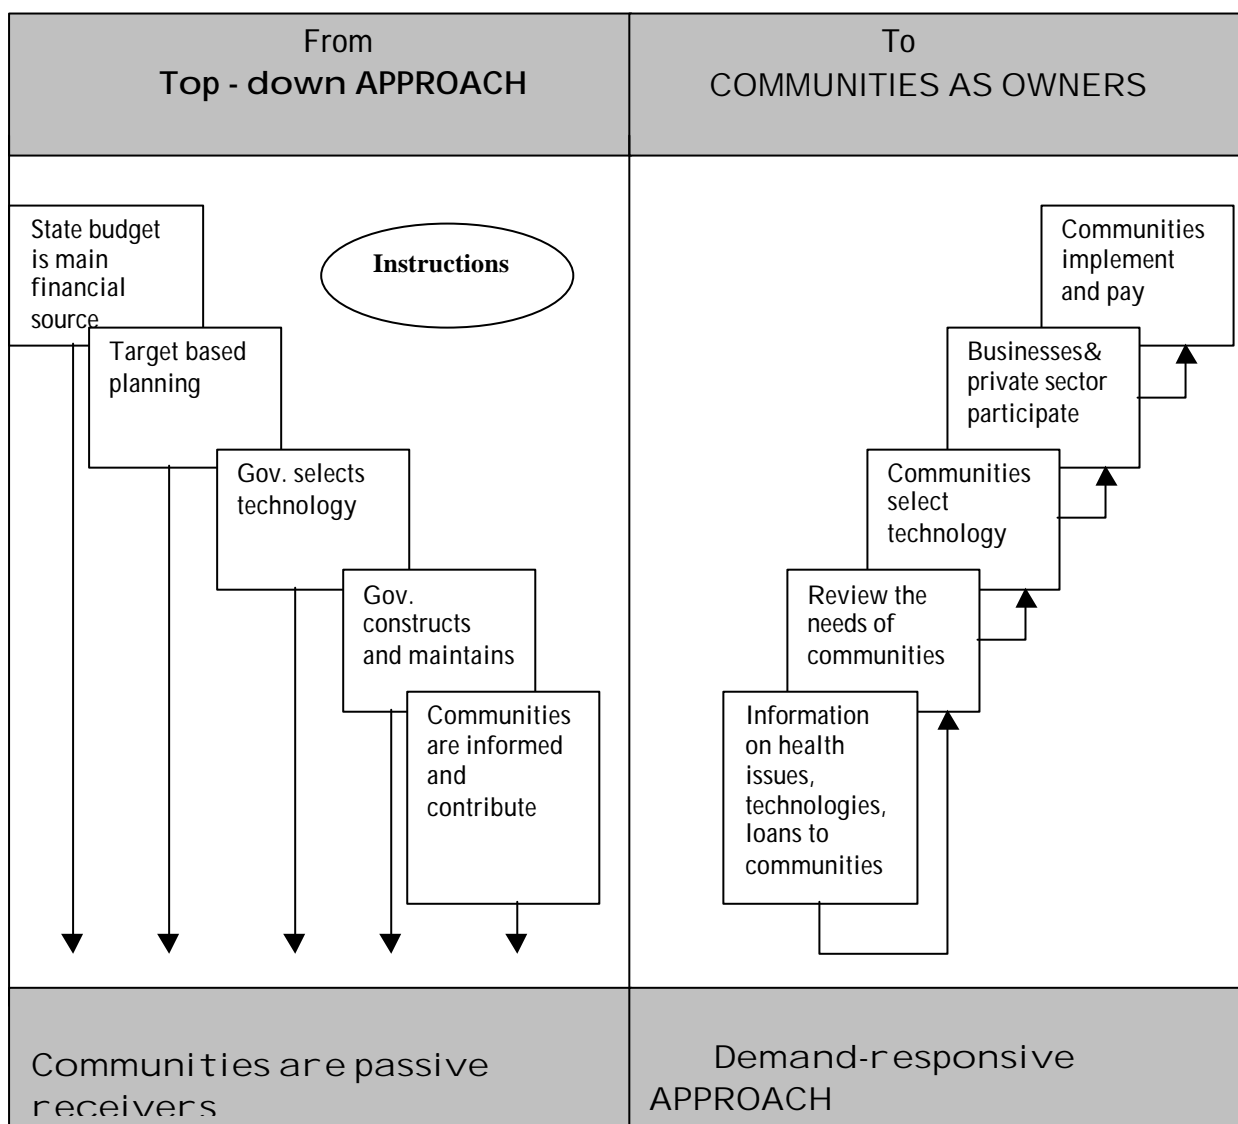 From
Top - down APPROACH
To
COMMUNITIES AS OWNERS
State budget
is main
financial
source
Target based
planning
Gov. selects
technology
Gov.
constructs
and maintains
Communities
are informed
and
contribute
Instructions
Communities
implement
and pay
Businesses&
private sector
participate
Communities
select
technology
Review the
needs of
communities
Information
on health
issues,
technologies,
loans to
communities
Communities are passive
receivers
Demand-responsive
APPROACH